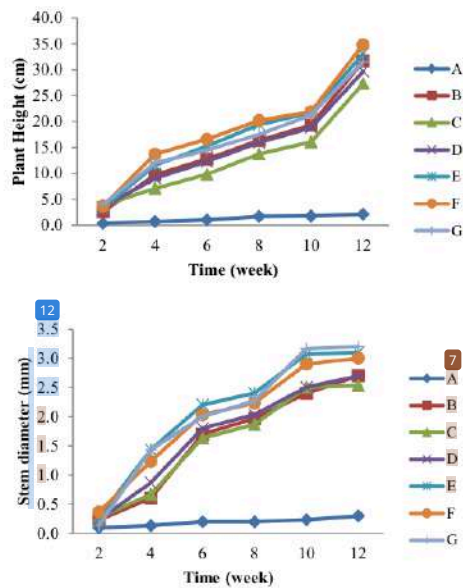 40.0
35.0
30.0
25.0
20.0
15.0
10.0
5.0
0.0
Plant Height (cm)
2 4 6 8 10 12
Time (week)
A
B
C
D
E
F
G
12
3.5
3.0
2.5
2.0
1.5
1.0
0.5
0.0
Stem diameter (mm)
2 4 6 8 10 12
Time (week)
7
A
B
C
D
E
F
G